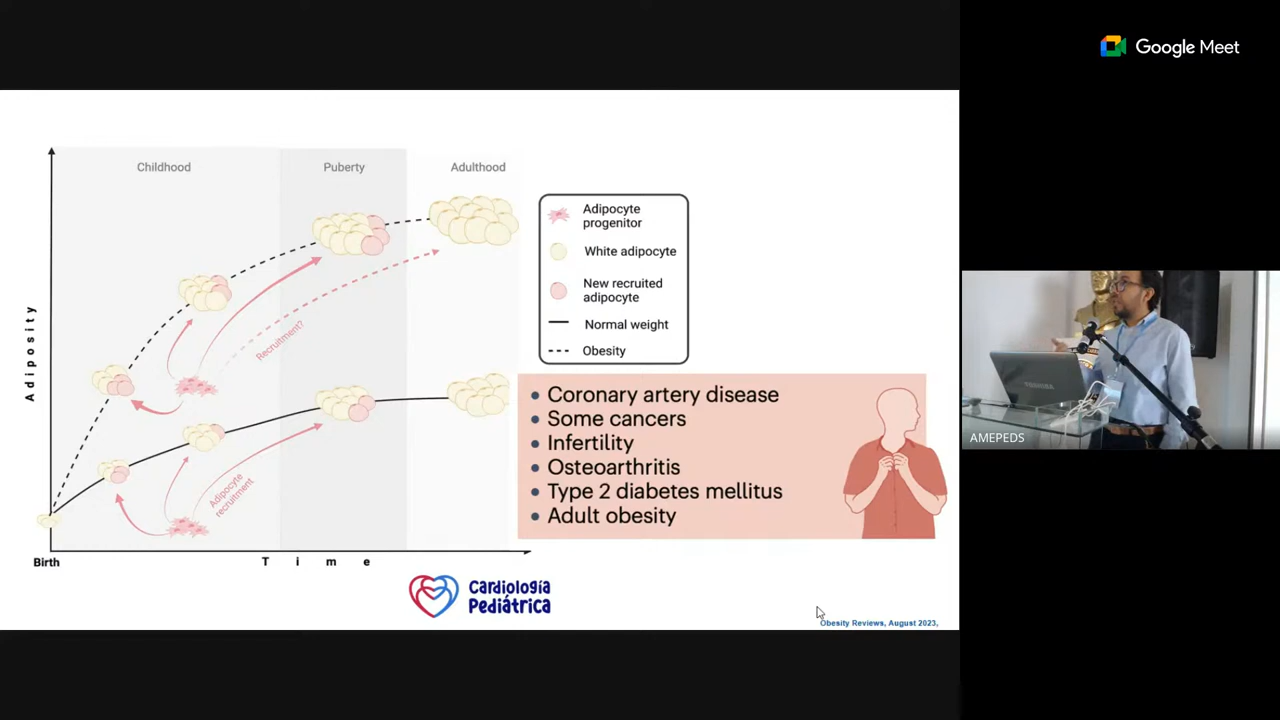 Google Meet
Childhood
Puberty
Adulthood
Adiposity
Recruitment?
Adipocyte
recruitment
Birth
Time
Adipocyte
progenitor
White adipocyte
New recruited
adipocyte
Normal weight
Obesity
• Coronary artery disease
• Some cancers
• Infertility
• Osteoarthritis
• Type 2 diabetes mellitus
• Adult obesity
Cardiología
Pediátrica
Obesity Reviews, August 2023,
TOSHIBA
AMEPEDS